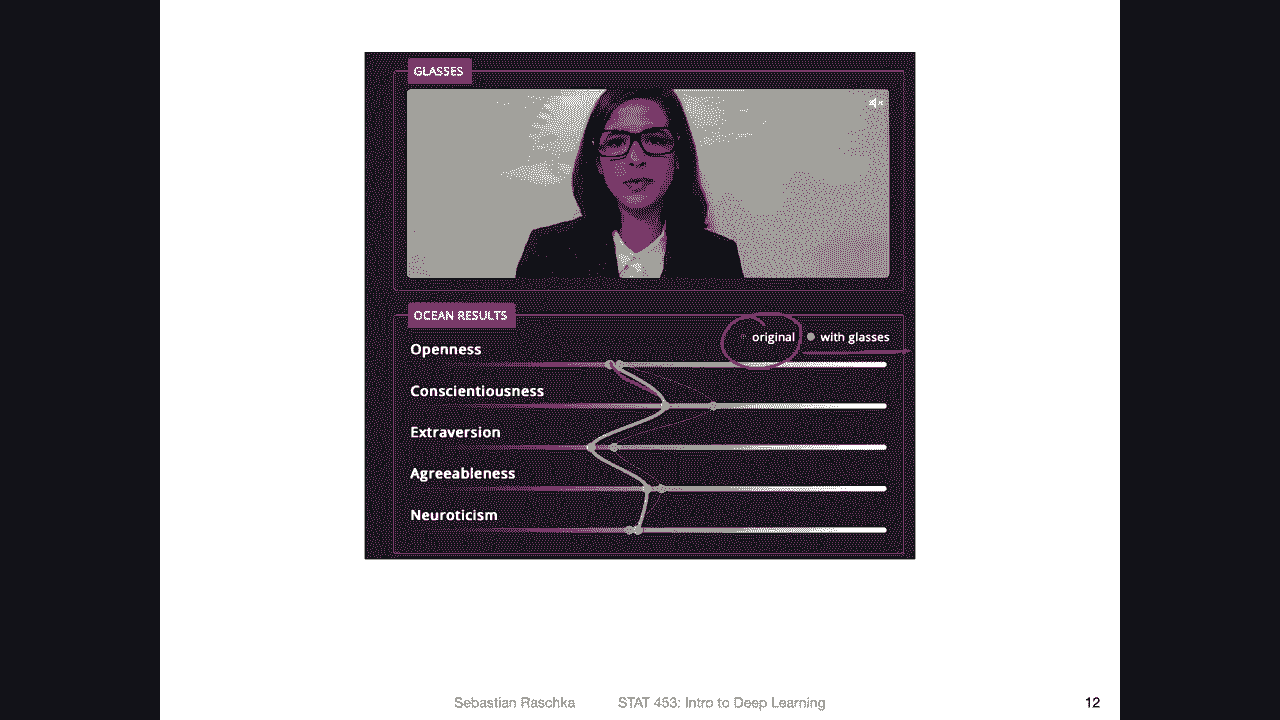 GLASSES
OCEAN RESULTS
original with glasses
Openness
Conscientiousness
Extraversion
Agreeableness
Neuroticism
Sebastian Raschka STAT 453: Intro to Deep Learning 12